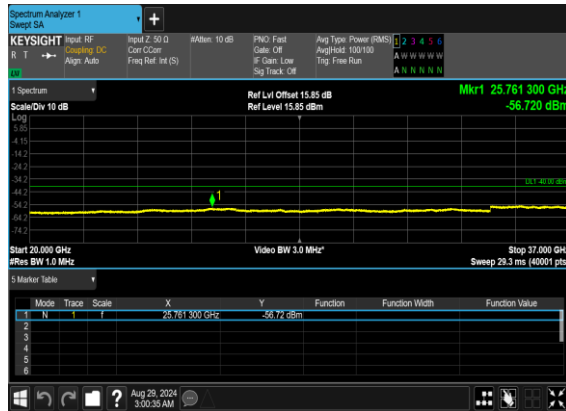 Spectrum Analyzer 1
Swept SA
+
KEYSIGHT Input: RF Input Z: 50 Ω #Atten: 10 dB PNO: Fast Avg Type: Power (RMS) 1 2 3 4 5 6
R T Coupling: DC Corr CCorr Gate: Off Avg|Hold: 100/100 A W W W W W
Align: Auto Freq Ref: Int (S) IF Gain: Low Trig: Free Run
LW Sig Track: Off A N N N N N
1 Spectrum Ref Lvl Offset 15.85 dB Mkr1 25.761 300 GHz
Scale/Div 10 dB Ref Level 15.85 dBm -56.720 dBm
Log
5.85
-4.15
-14.2
-24.2
-34.2 DL1 -40.00 dBm
-44.2
1
-54.2
-64.2
-74.2
Start 20.000 GHz Video BW 3.0 MHz* Stop 37.000 GHz
#Res BW 1.0 MHz Sweep 29.3 ms (40001 pts)
5 Marker Table
Mode Trace Scale X Y Function Function Width Function Value
1 N 1 f 25.761 300 GHz -56.72 dBm
2
3
4
5
6
? Aug 29, 2024
3:00:35 AM